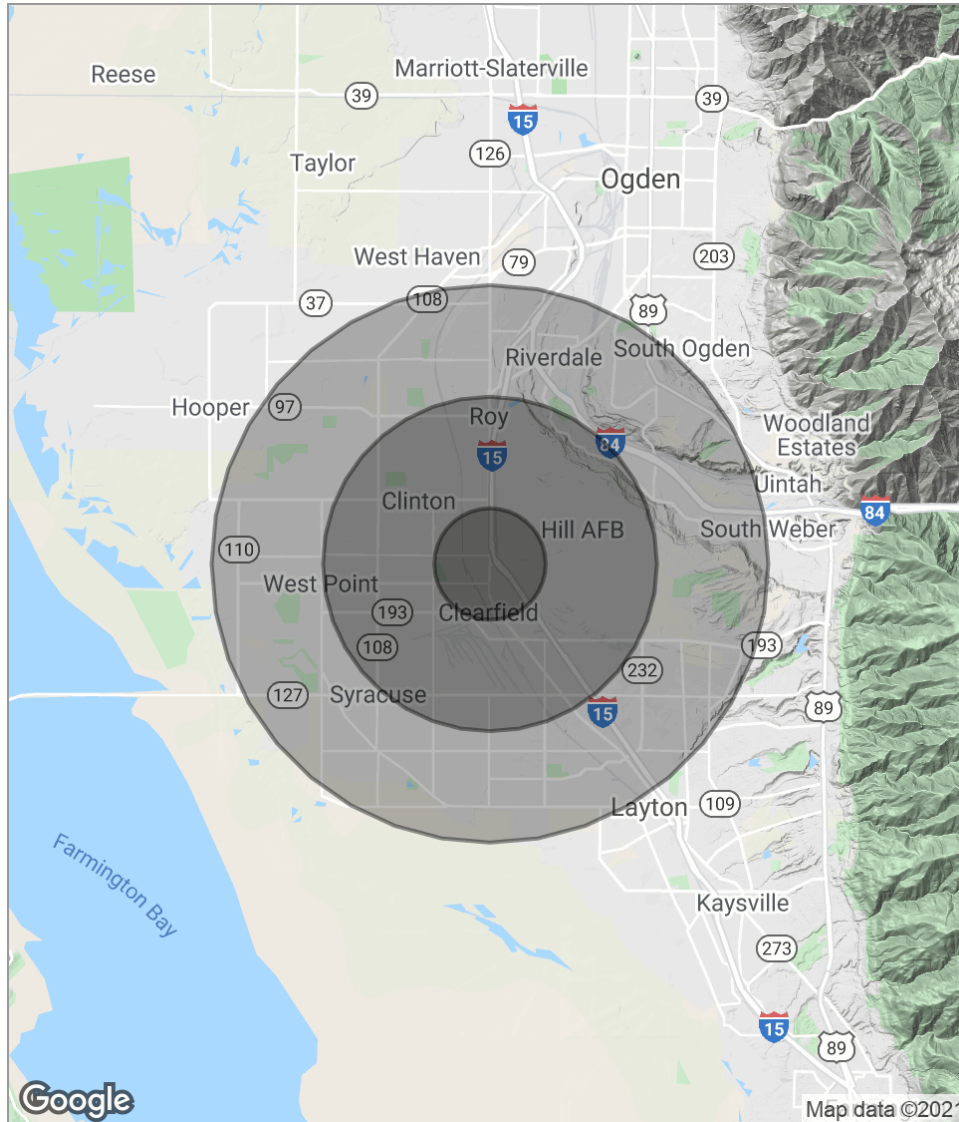 Reese
Marriott-Slaterville
39
39
15
126
Taylor
Ogden
West Haven
79
203
37
108
89
Riverdale
South Ogden
Hooper
97
Roy
Woodland
Estates
84
15
Uintah
Clinton
84
Hill AFB
South Weber
110
West Point
193
Clearfield
108
193
232
127
Syracuse
15
89
Layton
109
Farmington Bay
Kaysville
273
15
89
Google
Map data ©2021